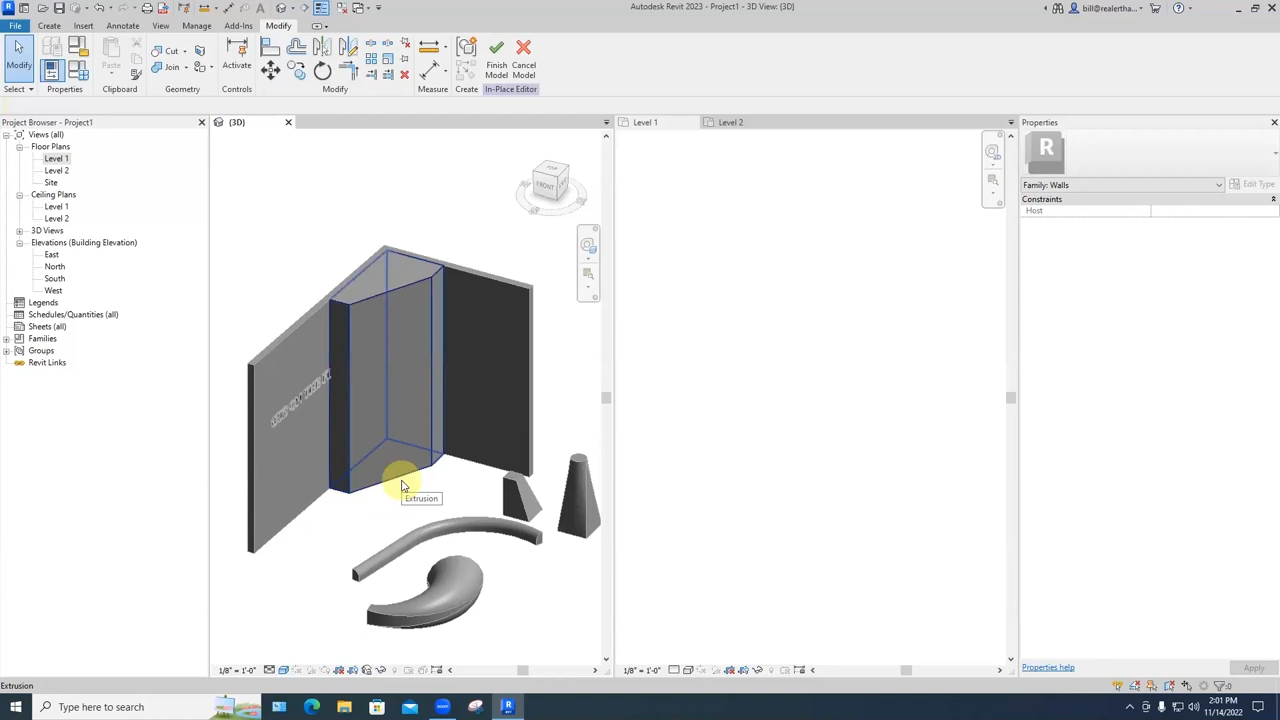 Autodesk Revit 2023 - Project1 - 3D View: {3D}
bill@realertha...
File
Create
Insert
Annotate
View
Manage
Add-Ins
Modify
Modify
Paste
Cut
Join
Activate
Finish Model
Cancel Model
Select
Properties
Clipboard
Geometry
Controls
Modify
Measure
Create
In-Place Editor
Project Browser - Project1
{3D}
Level 1
Level 2
Properties
Views (all)
Floor Plans
Level 1
Level 2
Site
Ceiling Plans
Level 1
Level 2
3D Views
Elevations (Building Elevation)
East
North
South
West
Legends
Schedules/Quantities (all)
Sheets (all)
Families
Groups
Revit Links
TOP
FRONT
Extrusion
R
Family: Walls
Edit Type
Constraints
Host
Properties help
Apply
1/8" = 1'-0"
1/8" = 1'-0"
Extrusion
:0
Type here to search
2:01 PM
11/14/2022